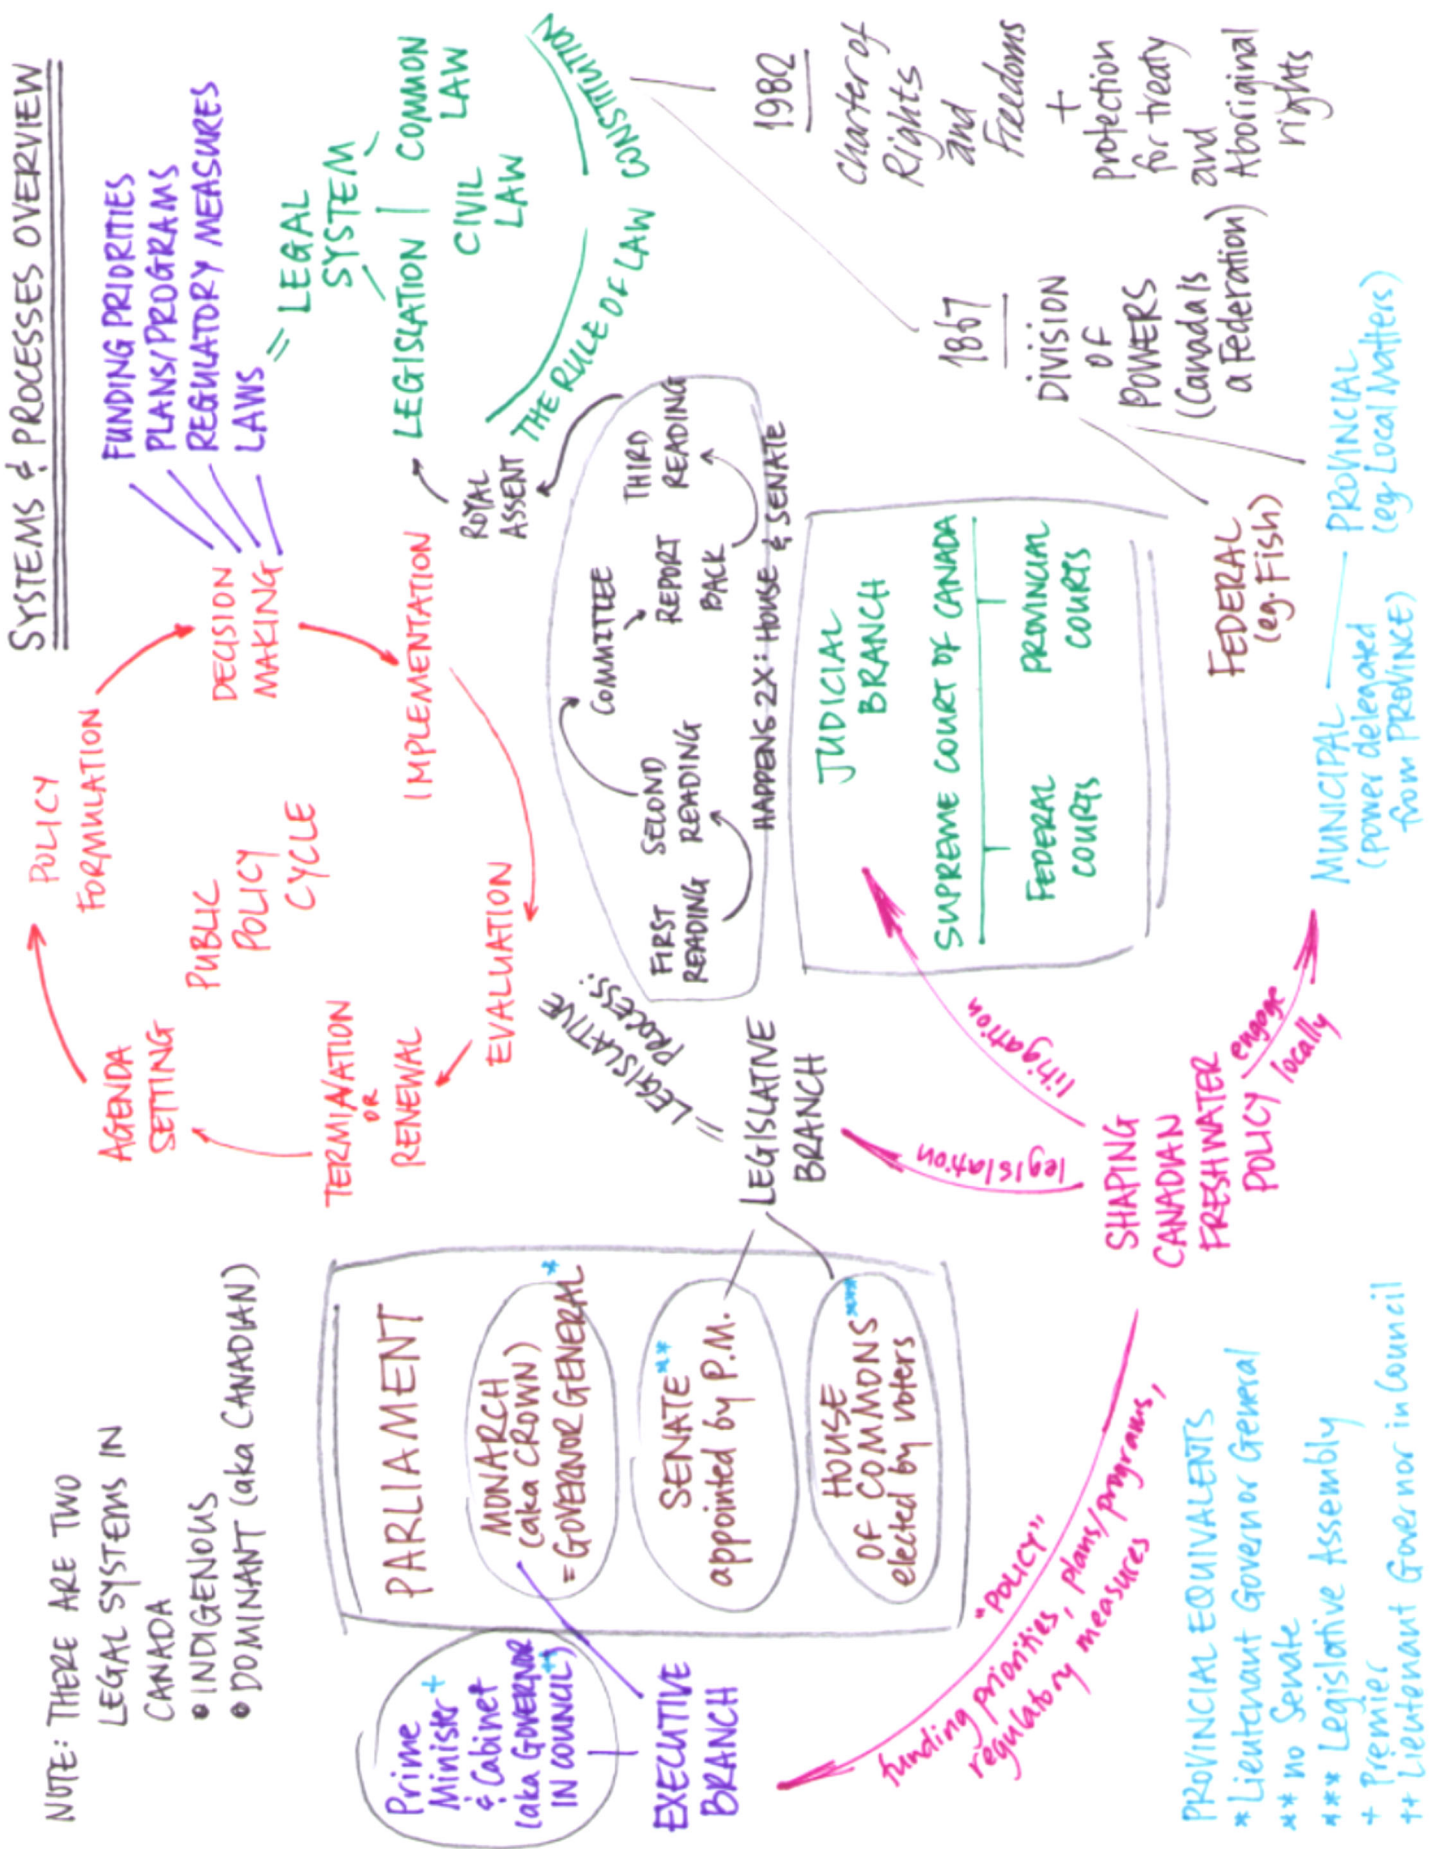 SYSTEMS & PROCESSES OVERVIEW
NOTE: THERE ARE TWO
LEGAL SYSTEMS IN
CANADA
• INDIGENOUS
• DOMINANT (aka CANADIAN)
PUBLIC
POLICY
CYCLE
AGENDA
SETTING
POLICY
FORMULATION
DECISION
MAKING
IMPLEMENTATION
EVALUATION
TERMINATION
OR
RENEWAL
FUNDING PRIORITIES
PLANS/PROGRAMS
REGULATORY MEASURES
LAWS
= LEGAL
SYSTEM
LEGISLATION
CIVIL
LAW
COMMON
LAW
THE RULE OF LAW
CONSTITUTION
PARLIAMENT
MONARCH
(aka CROWN)
= GOVERNOR GENERAL*
SENATE**
appointed by P.M.
HOUSE
OF COMMONS***
elected by voters
Prime
Minister+
& Cabinet
(aka GOVERNOR
IN COUNCIL++)
EXECUTIVE
BRANCH
LEGISLATIVE
BRANCH
= LEGISLATIVE
PROCESS:
FIRST
READING
SECOND
READING
COMMITTEE
REPORT
BACK
THIRD
READING
HAPPENS 2X: HOUSE & SENATE
ROYAL
ASSENT
JUDICIAL
BRANCH
SUPREME COURT OF CANADA
FEDERAL
COURTS
PROVINCIAL
COURTS
1867
DIVISION
OF
POWERS
(Canada is
a Federation)
1982
Charter of
Rights
and
Freedoms
+
protection
for treaty
and
Aboriginal
rights
FEDERAL
(eg. Fish)
PROVINCIAL
(eg. Local Matters)
MUNICIPAL
(power delegated
from PROVINCE)
SHAPING
CANADIAN
FRESHWATER
POLICY
legislation
litigation
engage
locally
"POLICY"
funding priorities, plans/programs,
regulatory measures
PROVINCIAL EQUIVALENTS
* Lieutenant Governor General
** no Senate
*** Legislative Assembly
+ Premier
++ Lieutenant Governor in Council